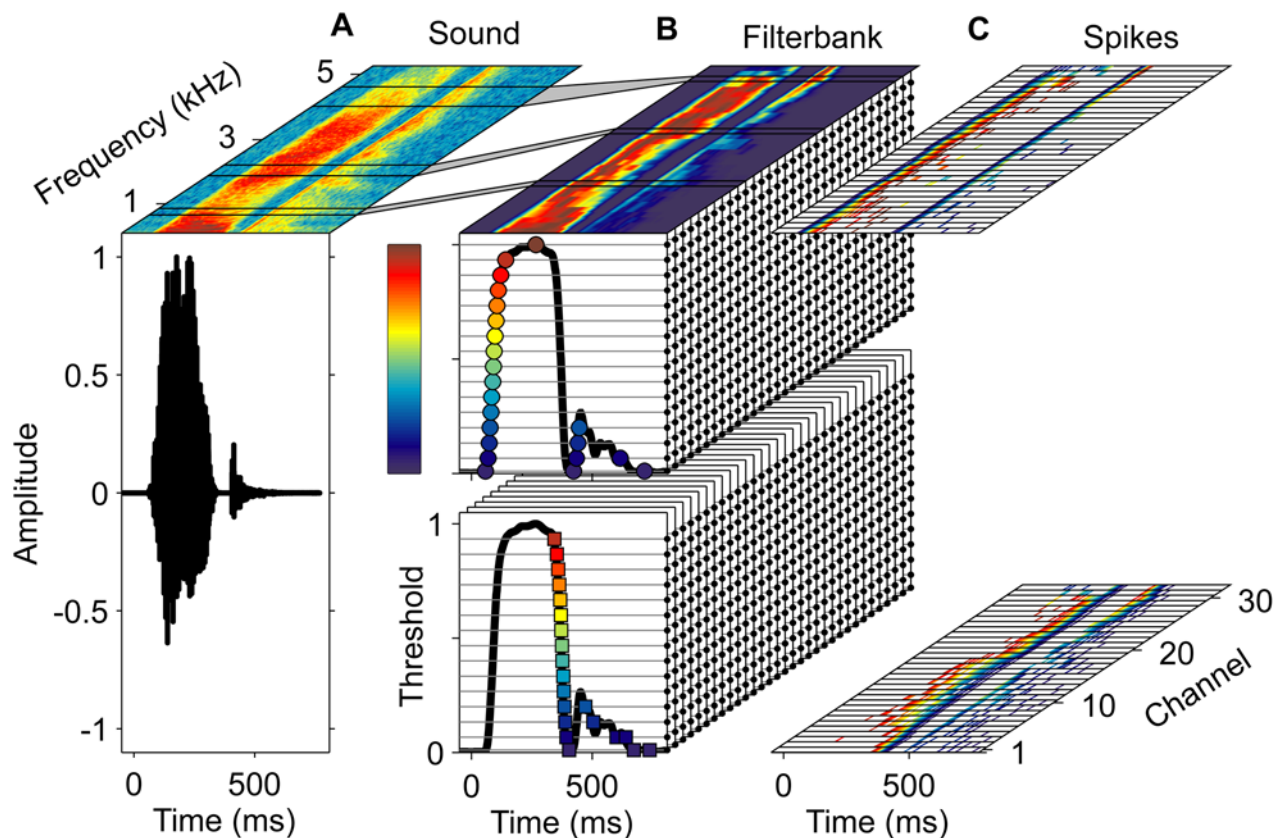 A
Sound
B
Filterbank
C
Spikes
Frequency (kHz)
5
3
1
Amplitude
1
0.5
0
-0.5
-1
0
500
Time (ms)
Threshold
1
0
0
500
Time (ms)
Channel
30
20
10
1
0
500
Time (ms)